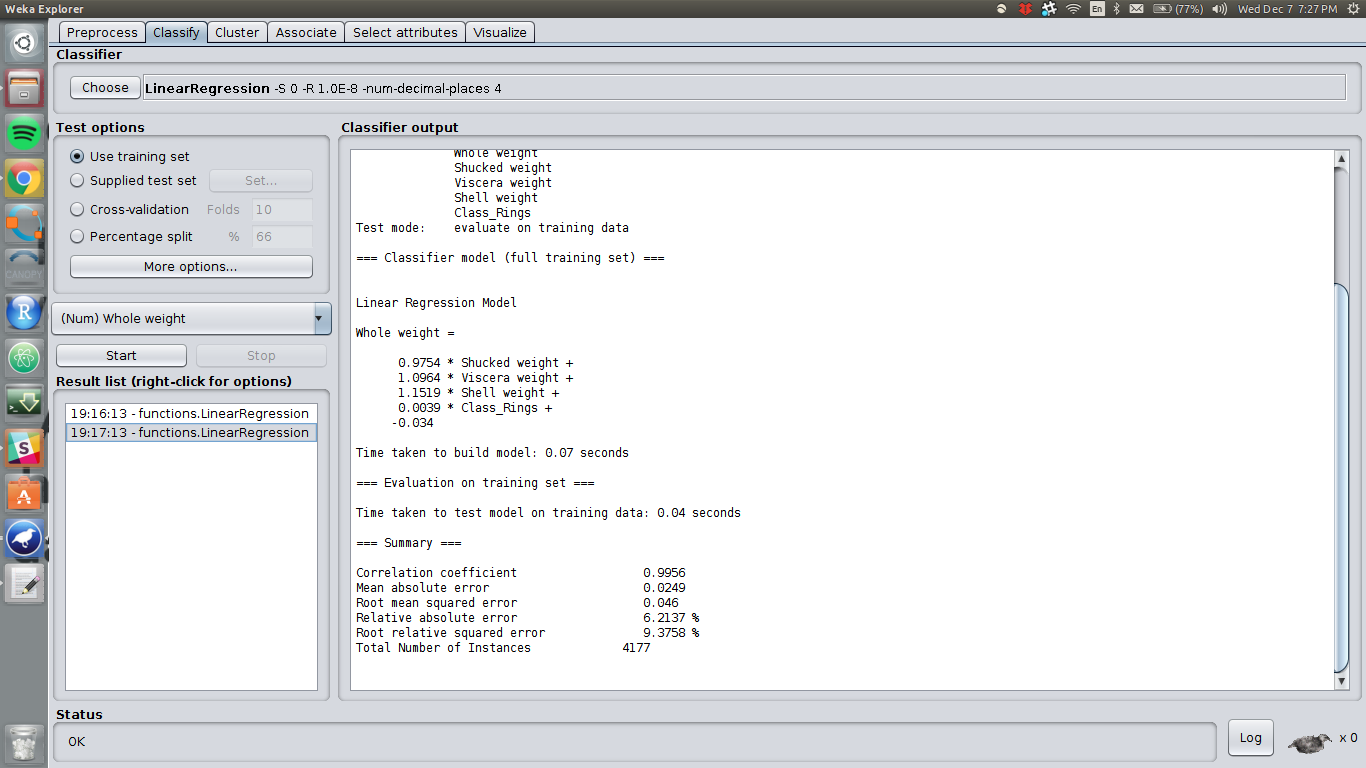 Weka Explorer
En
(77%)
Wed Dec 7 7:27 PM
Preprocess
Classify
Cluster
Associate
Select attributes
Visualize
Classifier
Choose
LinearRegression -S 0 -R 1.0E-8 -num-decimal-places 4
Test options
Use training set
Supplied test set
Set...
Cross-validation Folds 10
Percentage split % 66
More options...
(Num) Whole weight
Start
Stop
Result list (right-click for options)
19:16:13 - functions.LinearRegression
19:17:13 - functions.LinearRegression
Classifier output
Whole weight
Shucked weight
Viscera weight
Shell weight
Class_Rings
Test mode: evaluate on training data
=== Classifier model (full training set) ===
Linear Regression Model
Whole weight =
0.9754 * Shucked weight +
1.0964 * Viscera weight +
1.1519 * Shell weight +
0.0039 * Class_Rings +
-0.034
Time taken to build model: 0.07 seconds
=== Evaluation on training set ===
Time taken to test model on training data: 0.04 seconds
=== Summary ===
Correlation coefficient 0.9956
Mean absolute error 0.0249
Root mean squared error 0.046
Relative absolute error 6.2137 %
Root relative squared error 9.3758 %
Total Number of Instances 4177
Status
OK
Log
x 0
CANOPY
R
S
A